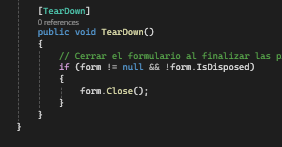 [TearDown]
0 references
public void TearDown()
{
// Cerrar el formulario al finalizar las
if (form != null && !form.IsDisposed)
{
form.Close();
}
}
}